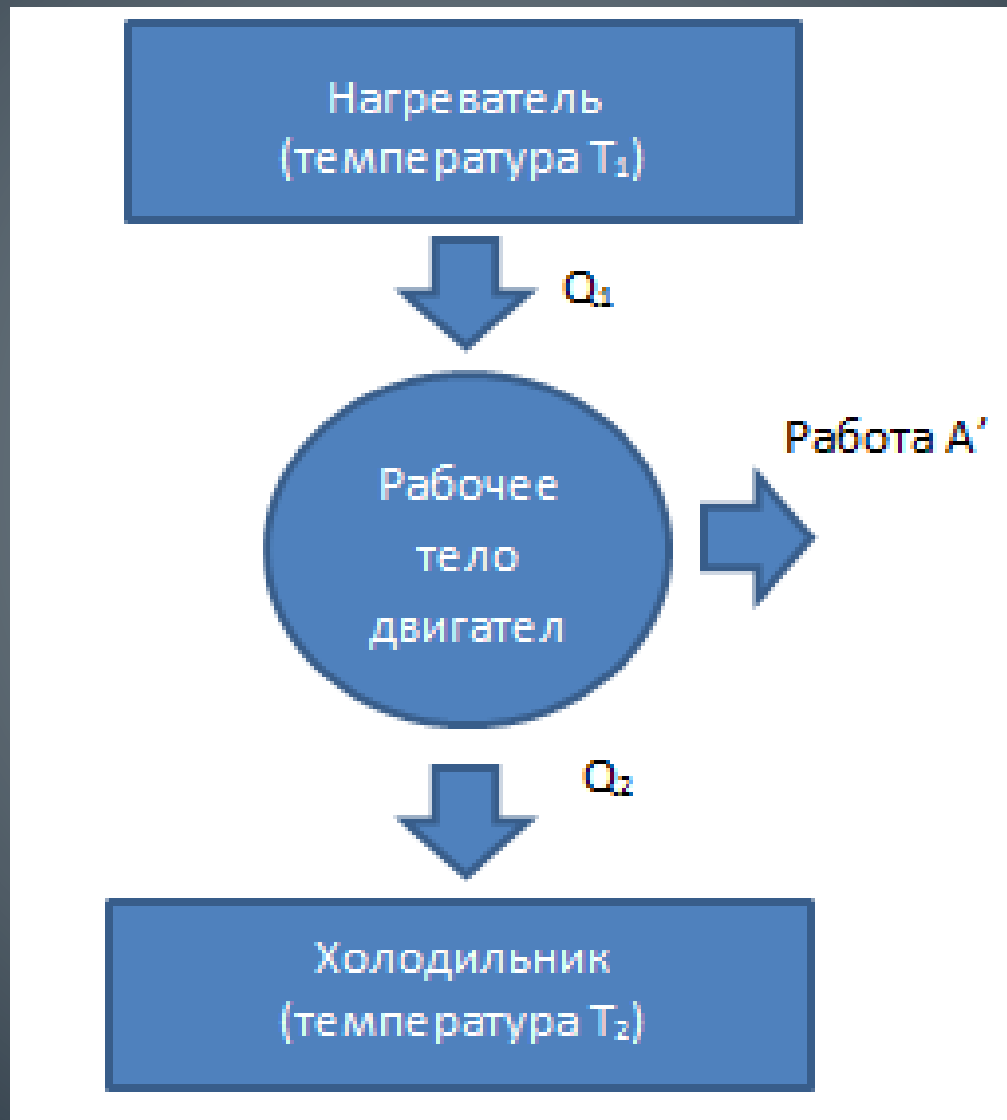 Нагреватель
(температура T₁)
Q₁
Работа A′
Рабочее
тело
двигател
Q₂
Холодильник
(температура T₂)